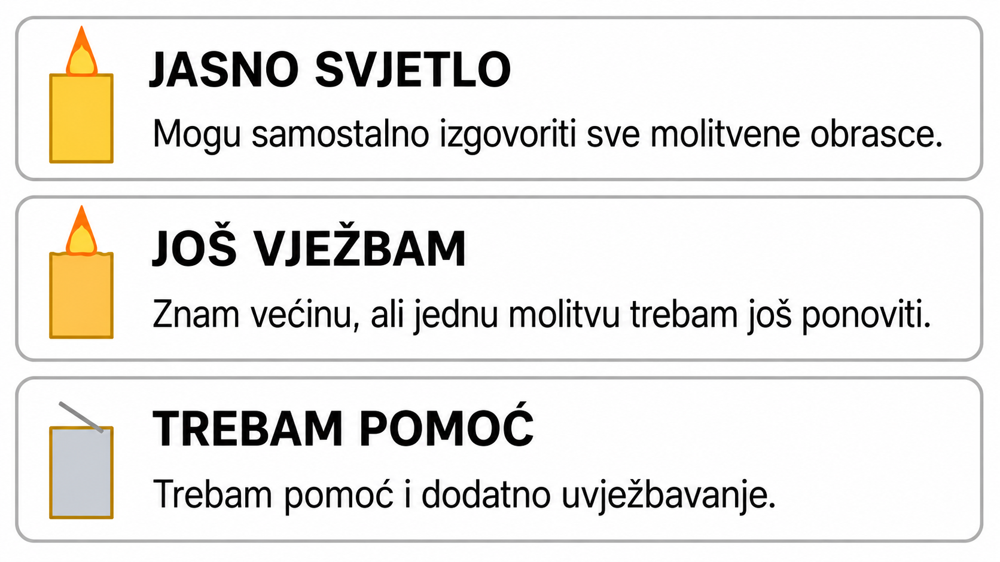 JASNO SVJETLO
Mogu samostalno izgovoriti sve molitvene obrasce.
JOŠ VJEŽBAM
Znam većinu, ali jednu molitvu trebam još ponoviti.
TREBAM POMOĆ
Trebam pomoć i dodatno uvježbavanje.